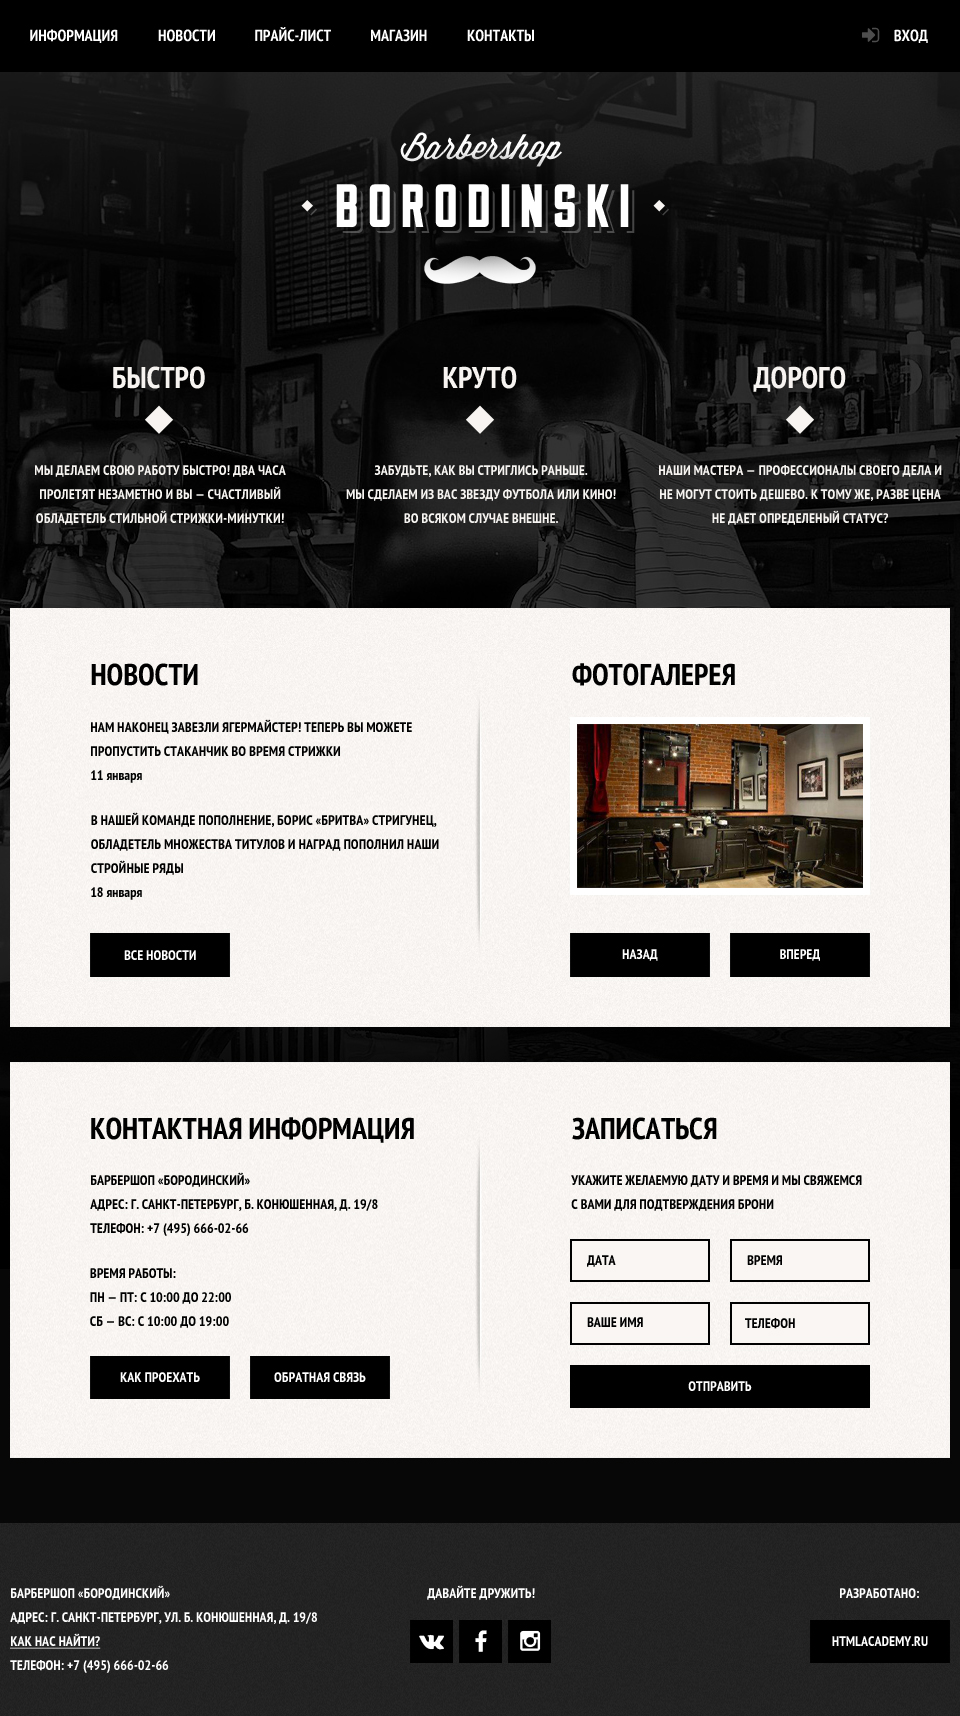 ИНФОРМАЦИЯ НОВОСТИ ПРАЙС-ЛИСТ МАГАЗИН КОНТАКТЫ ВХОД
Barbershop
BORODINSKI
БЫСТРО
МЫ ДЕЛАЕМ СВОЮ РАБОТУ БЫСТРО! ДВА ЧАСА
ПРОЛЕТЯТ НЕЗАМЕТНО И ВЫ — СЧАСТЛИВЫЙ
ОБЛАДАТЕЛЬ СТИЛЬНОЙ СТРИЖКИ-МИНУТКИ!
КРУТО
ЗАБУДЬТЕ, КАК ВЫ СТРИГЛИСЬ РАНЬШЕ.
МЫ СДЕЛАЕМ ИЗ ВАС ЗВЕЗДУ ФУТБОЛА ИЛИ КИНО!
ВО ВСЯКОМ СЛУЧАЕ ВНЕШНЕ.
ДОРОГО
НАШИ МАСТЕРА — ПРОФЕССИОНАЛЫ СВОЕГО ДЕЛА И
НЕ МОГУТ СТОИТЬ ДЕШЕВО. К ТОМУ ЖЕ, РАЗВЕ ЦЕНА
НЕ ДАЕТ ОПРЕДЕЛЕНЫЙ СТАТУС?
НОВОСТИ
НАМ НАКОНЕЦ ЗАВЕЗЛИ ЯГЕРМАЙСТЕР! ТЕПЕРЬ ВЫ МОЖЕТЕ
ПРОПУСТИТЬ СТАКАНЧИК ВО ВРЕМЯ СТРИЖКИ
11 января
В НАШЕЙ КОМАНДЕ ПОПОЛНЕНИЕ, БОРИС «БРИТВА» СТРИГУНЕЦ,
ОБЛАДАТЕЛЬ МНОЖЕСТВА ТИТУЛОВ И НАГРАД ПОПОЛНИЛ НАШИ
СТРОЙНЫЕ РЯДЫ
18 января
ВСЕ НОВОСТИ
ФОТОГАЛЕРЕЯ
НАЗАД ВПЕРЕД
КОНТАКТНАЯ ИНФОРМАЦИЯ
БАРБЕРШОП «БОРОДИНСКИЙ»
АДРЕС: Г. САНКТ-ПЕТЕРБУРГ, Б. КОНЮШЕННАЯ, Д. 19/8
ТЕЛЕФОН: +7 (495) 666-02-66
ВРЕМЯ РАБОТЫ:
ПН — ПТ: С 10:00 ДО 22:00
СБ — ВС: С 10:00 ДО 19:00
КАК ПРОЕХАТЬ ОБРАТНАЯ СВЯЗЬ
ЗАПИСАТЬСЯ
УКАЖИТЕ ЖЕЛАЕМУЮ ДАТУ И ВРЕМЯ И МЫ СВЯЖЕМСЯ
С ВАМИ ДЛЯ ПОДТВЕРЖДЕНИЯ БРОНИ
ДАТА ВРЕМЯ
ВАШЕ ИМЯ ТЕЛЕФОН
ОТПРАВИТЬ
БАРБЕРШОП «БОРОДИНСКИЙ»
АДРЕС: Г. САНКТ-ПЕТЕРБУРГ, УЛ. Б. КОНЮШЕННАЯ, Д. 19/8
КАК НАС НАЙТИ?
ТЕЛЕФОН: +7 (495) 666-02-66
ДАВАЙТЕ ДРУЖИТЬ!
РАЗРАБОТАНО:
HTMLACADEMY.RU